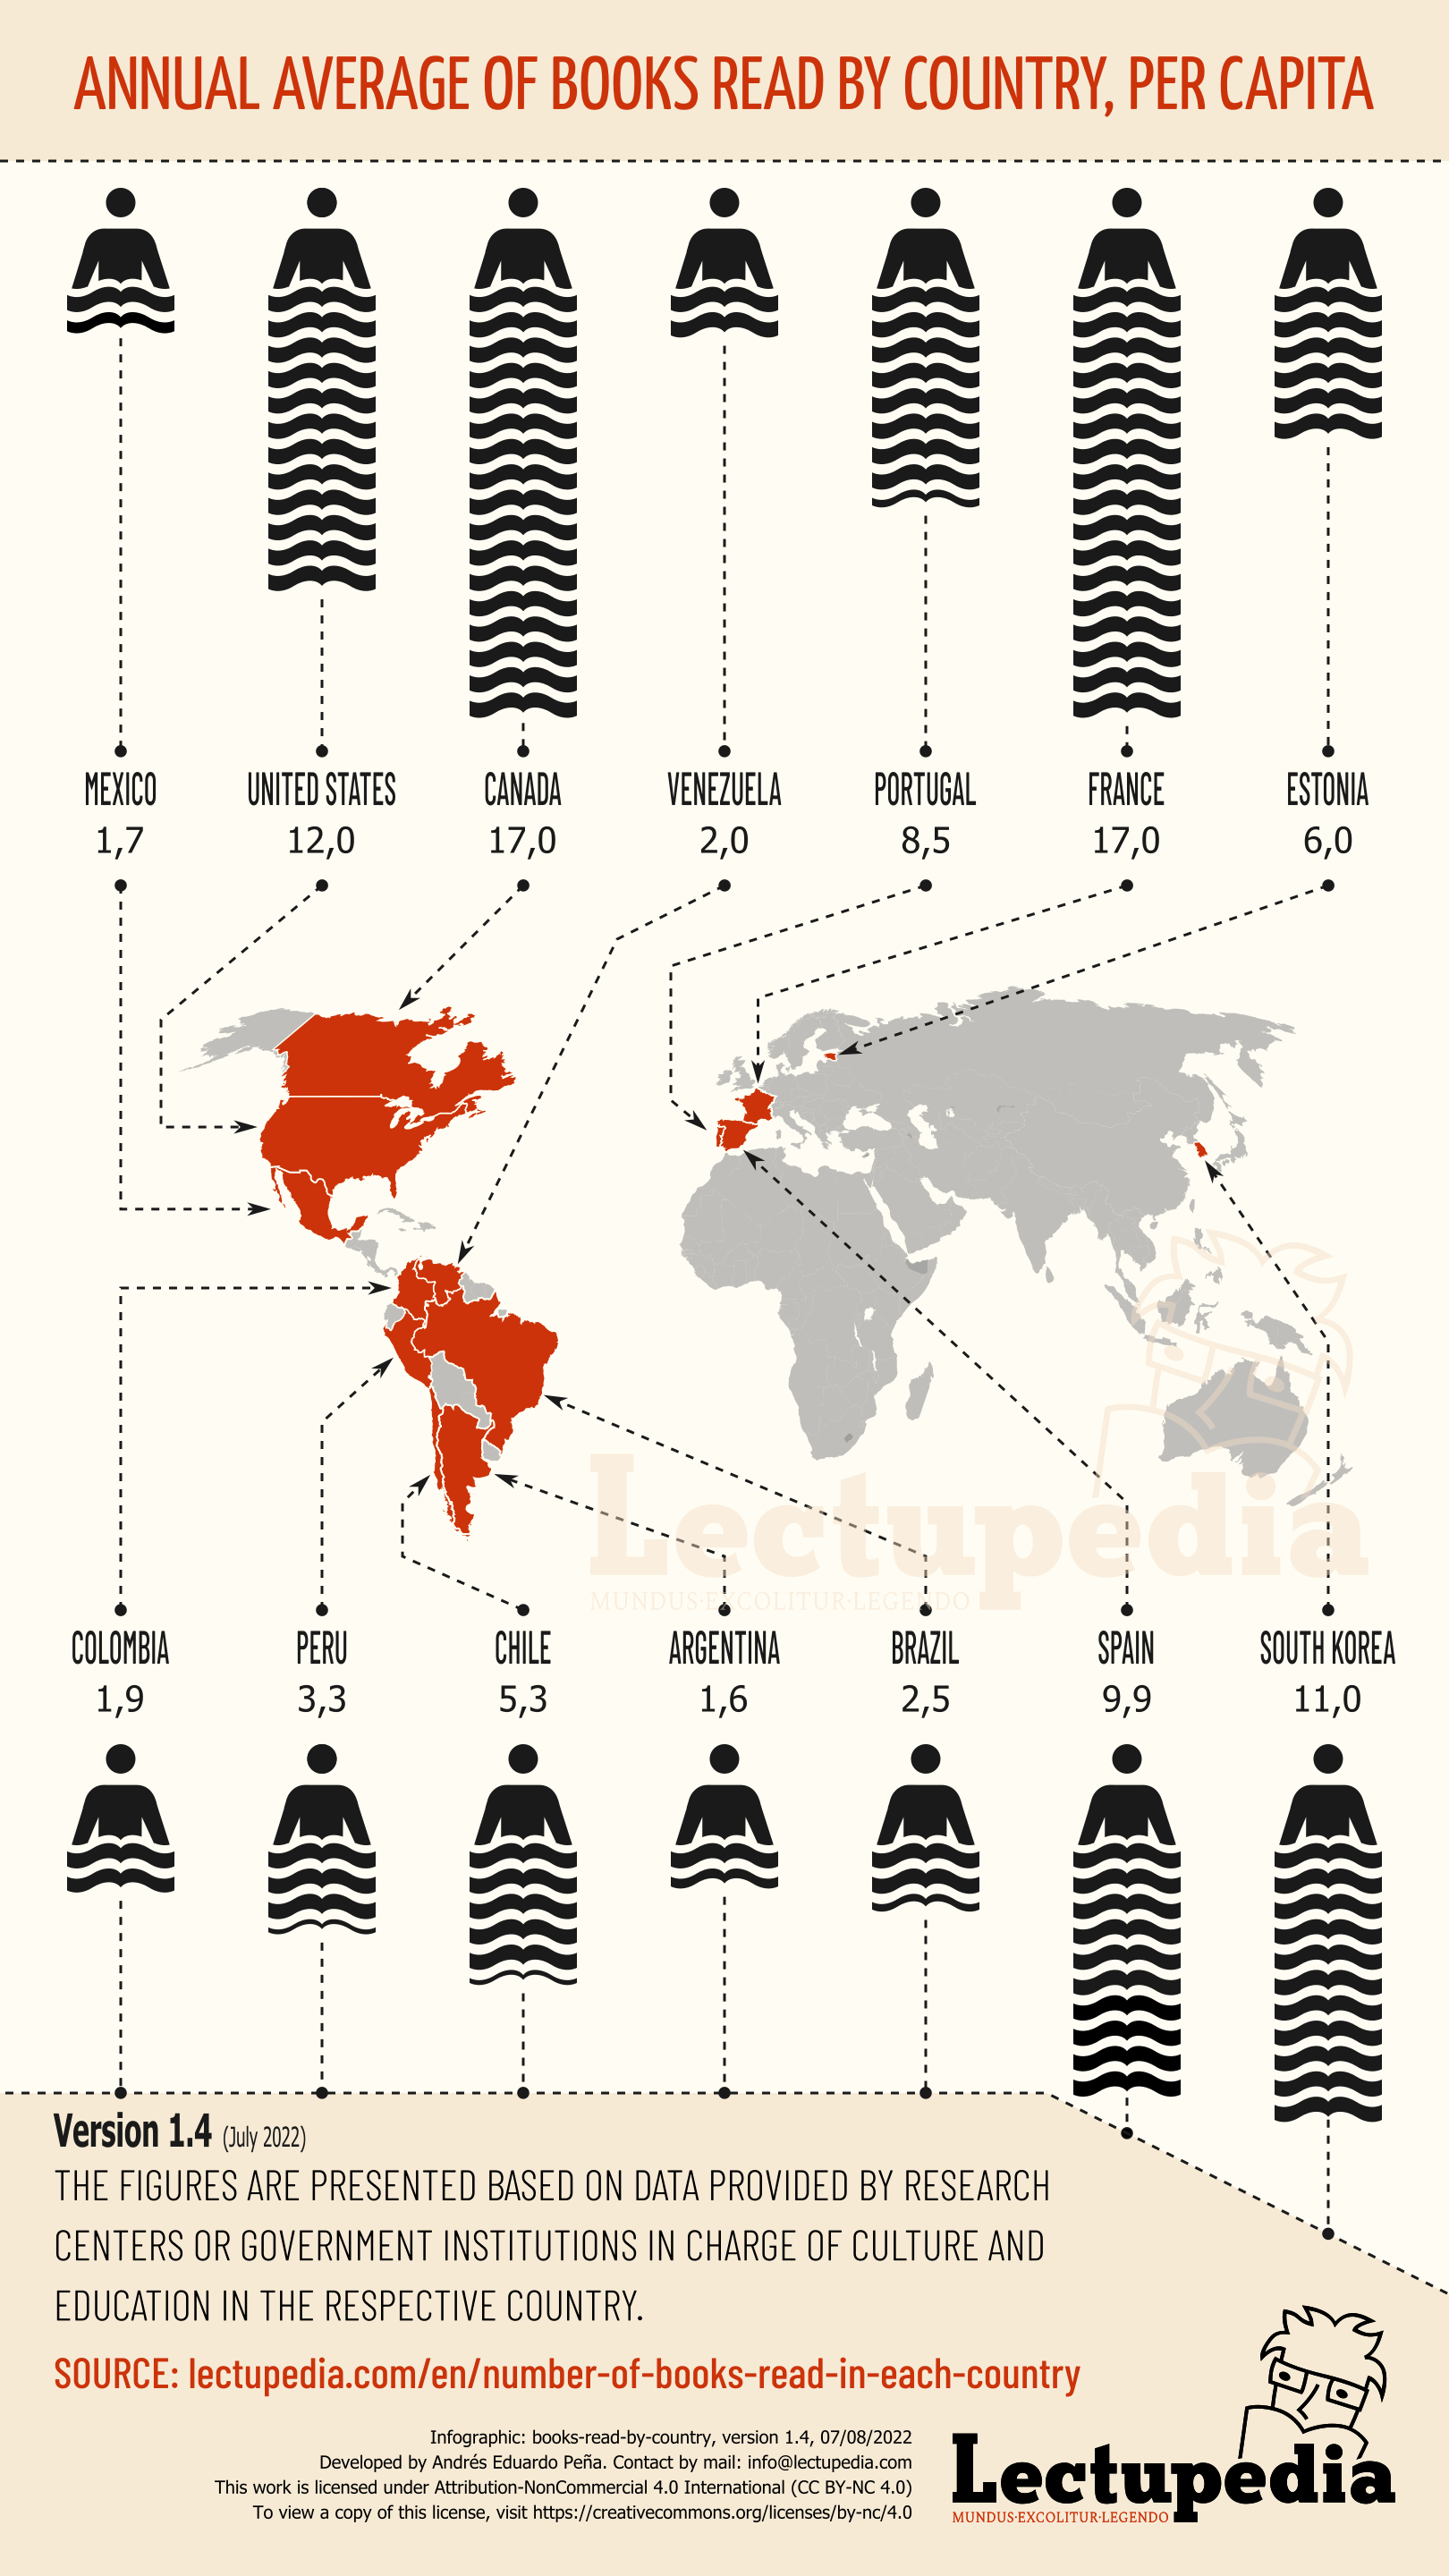 ANNUAL AVERAGE OF BOOKS READ BY COUNTRY, PER CAPITA
MEXICO
1,7
UNITED STATES
12,0
CANADA
17,0
VENEZUELA
2,0
PORTUGAL
8,5
FRANCE
17,0
ESTONIA
6,0
Lectupedia
MUNDUS·EXCOLITUR·LEGENDO
COLOMBIA
1,9
PERU
3,3
CHILE
5,3
ARGENTINA
1,6
BRAZIL
2,5
SPAIN
9,9
SOUTH KOREA
11,0
Version 1.4 (July 2022)
THE FIGURES ARE PRESENTED BASED ON DATA PROVIDED BY RESEARCH
CENTERS OR GOVERNMENT INSTITUTIONS IN CHARGE OF CULTURE AND
EDUCATION IN THE RESPECTIVE COUNTRY.
SOURCE: lectupedia.com/en/number-of-books-read-in-each-country
Infographic: books-read-by-country, version 1.4, 07/08/2022
Developed by Andrés Eduardo Peña. Contact by mail: info@lectupedia.com
This work is licensed under Attribution-NonCommercial 4.0 International (CC BY-NC 4.0)
To view a copy of this license, visit https://creativecommons.org/licenses/by-nc/4.0
Lectupedia
MUNDUS·EXCOLITUR·LEGENDO